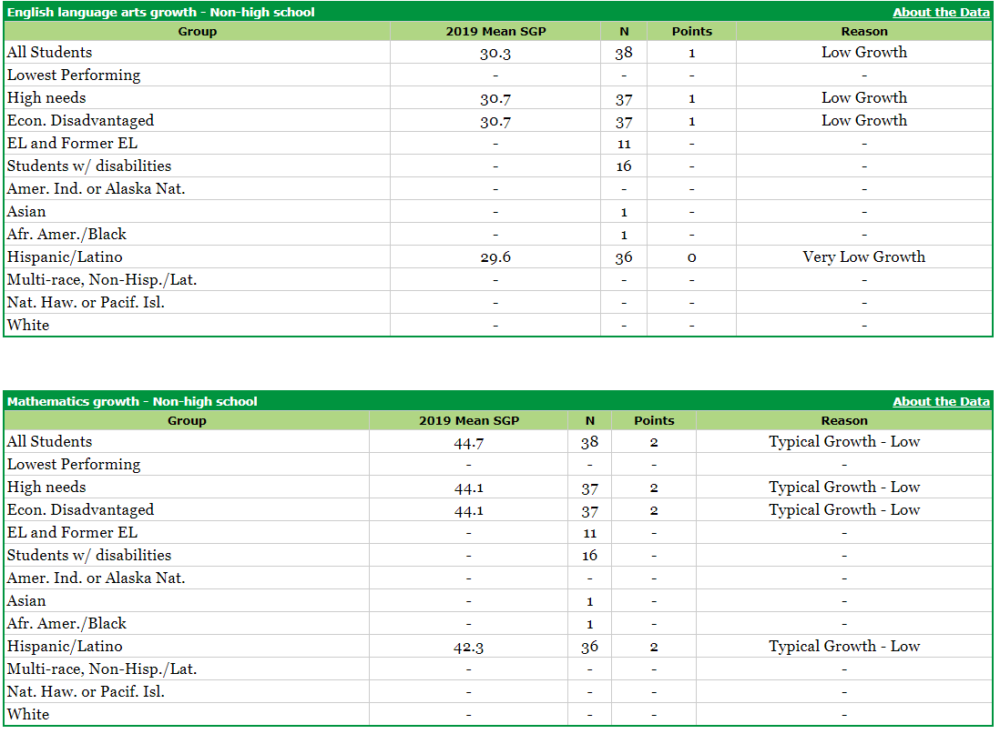 English language arts growth - Non-high school About the Data
Group 2019 Mean SGP N Points Reason
All Students 30.3 38 1 Low Growth
Lowest Performing - - - -
High needs 30.7 37 1 Low Growth
Econ. Disadvantaged 30.7 37 1 Low Growth
EL and Former EL - 11 - -
Students w/ disabilities - 16 - -
Amer. Ind. or Alaska Nat. - - - -
Asian - 1 - -
Afr. Amer./Black - 1 - -
Hispanic/Latino 29.6 36 0 Very Low Growth
Multi-race, Non-Hisp./Lat. - - - -
Nat. Haw. or Pacif. Isl. - - - -
White - - - -
Mathematics growth - Non-high school About the Data
Group 2019 Mean SGP N Points Reason
All Students 44.7 38 2 Typical Growth - Low
Lowest Performing - - - -
High needs 44.1 37 2 Typical Growth - Low
Econ. Disadvantaged 44.1 37 2 Typical Growth - Low
EL and Former EL - 11 - -
Students w/ disabilities - 16 - -
Amer. Ind. or Alaska Nat. - - - -
Asian - 1 - -
Afr. Amer./Black - 1 - -
Hispanic/Latino 42.3 36 2 Typical Growth - Low
Multi-race, Non-Hisp./Lat. - - - -
Nat. Haw. or Pacif. Isl. - - - -
White - - - -